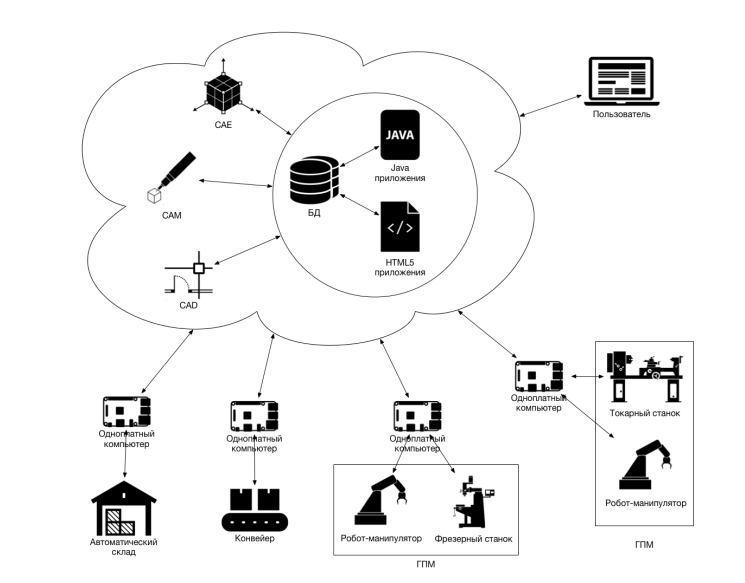 CAE
Пользователь
JAVA
Java
приложения
CAM
БД
</>
HTML5
приложения
CAD
Одноплатный
компьютер
Токарный станок
Одноплатный
компьютер
Одноплатный
компьютер
Одноплатный
компьютер
Робот-манипулятор
Автоматический
склад
Конвейер
Робот-манипулятор
Фрезерный станок
ГПМ
ГПМ